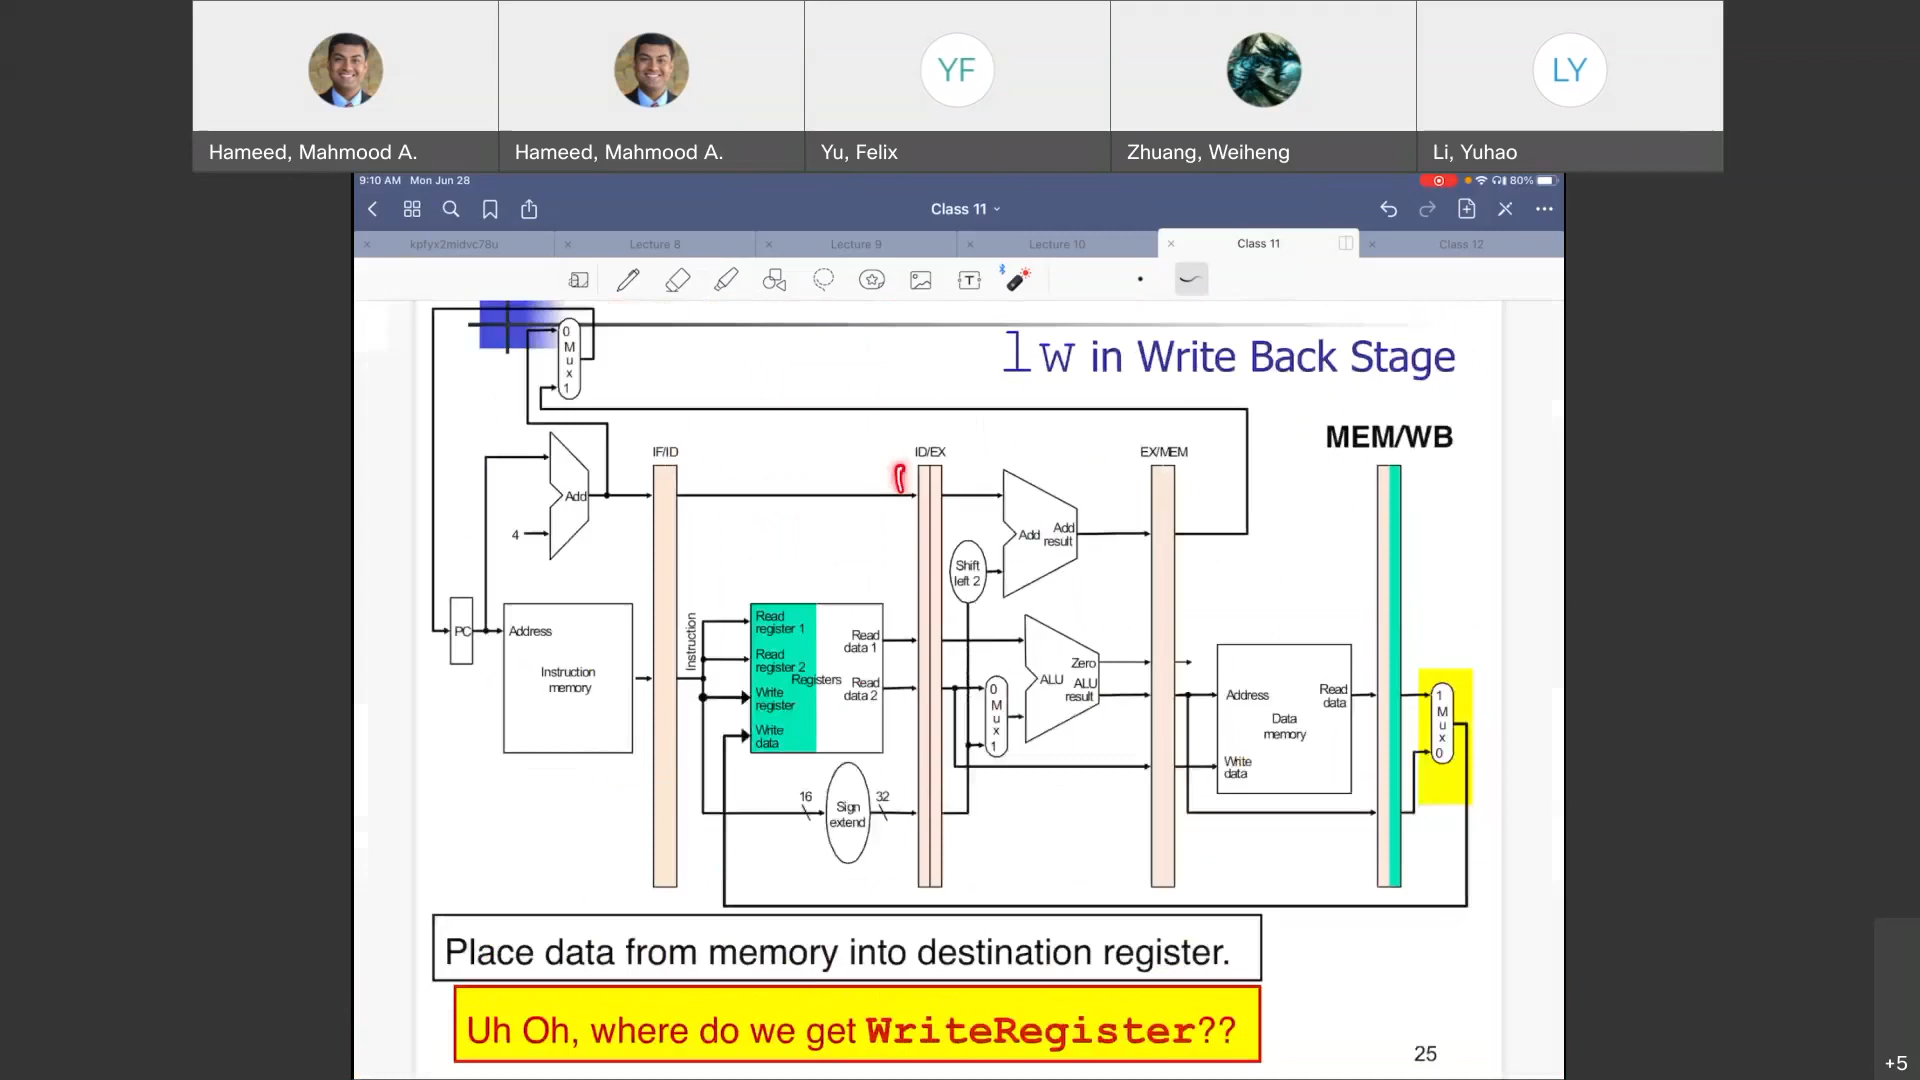 YF
LY
Hameed, Mahmood A.
Hameed, Mahmood A.
Yu, Felix
Zhuang, Weiheng
Li, Yuhao
9:10 AM Mon Jun 28
80%
Class 11
kpfyx2midvc78u
Lecture 8
Lecture 9
Lecture 10
Class 11
Class 12
T
lw in Write Back Stage
0
M
u
x
1
MEM/WB
IF/ID
ID/EX
EX/MEM
Add
4
Add
Add
result
Shift
left 2
PC
Address
Instruction
memory
Instruction
Read
register 1
Read
register 2
Write
register
Write
data
Registers
Read
data 1
Read
data 2
0
M
u
x
1
Zero
ALU
ALU
result
Address
Read
data
Data
memory
Write
data
1
M
u
x
0
16
Sign
extend
32
Place data from memory into destination register.
Uh Oh, where do we get WriteRegister??
25
+5